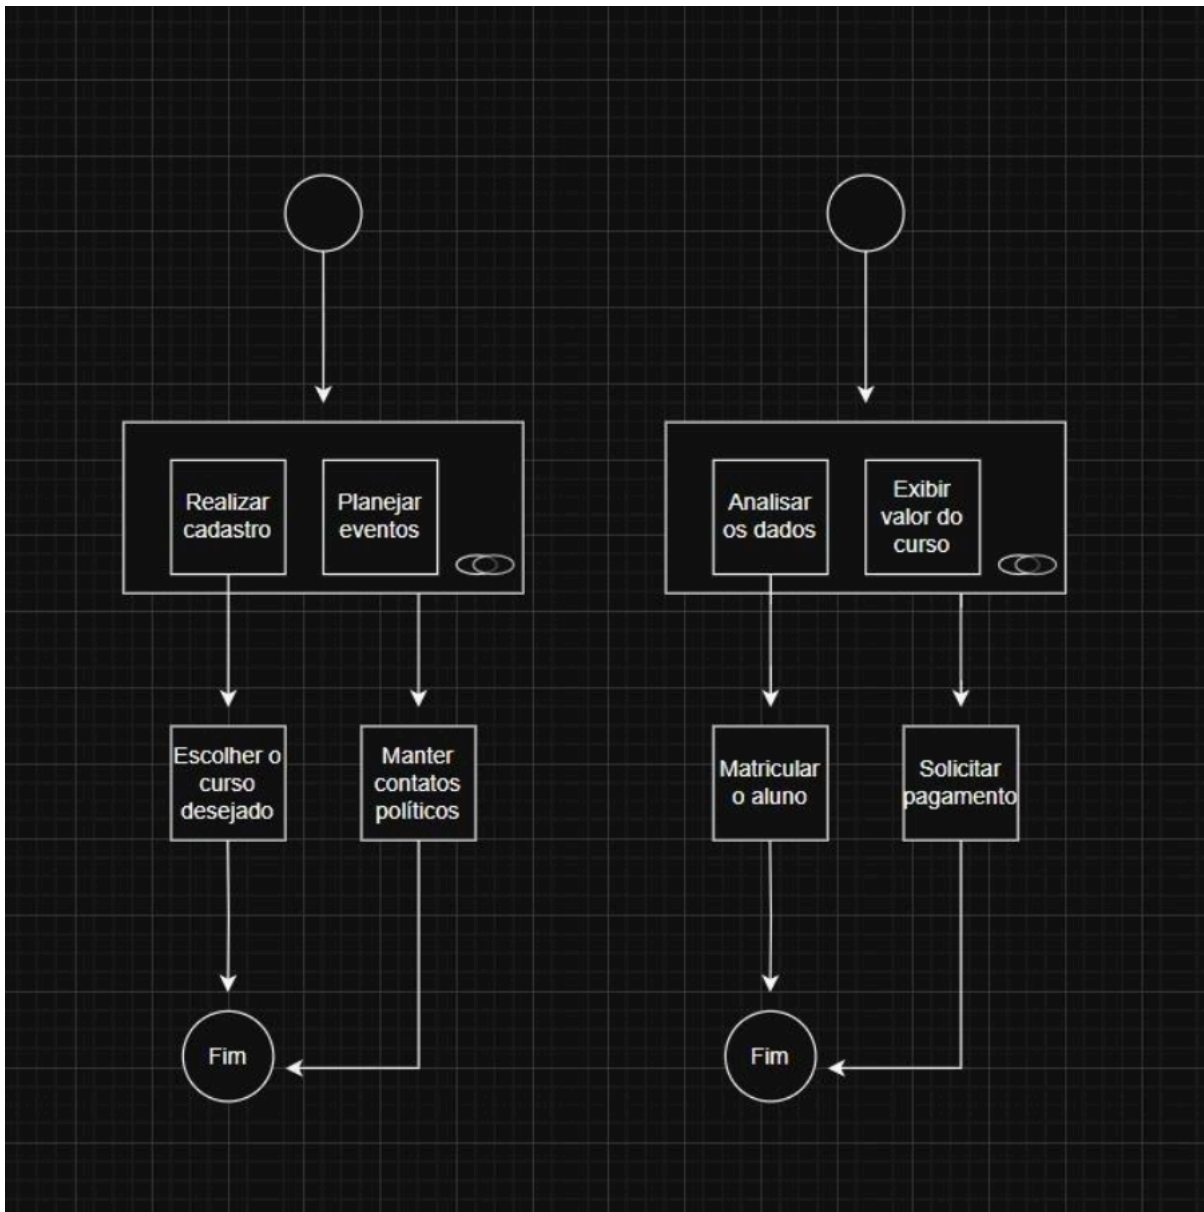 Realizar
cadastro
Planejar
eventos
Analisar
os dados
Exibir
valor do
curso
Escolher o
curso
desejado
Manter
contatos
políticos
Matricular
o aluno
Solicitar
pagamento
Fim
Fim